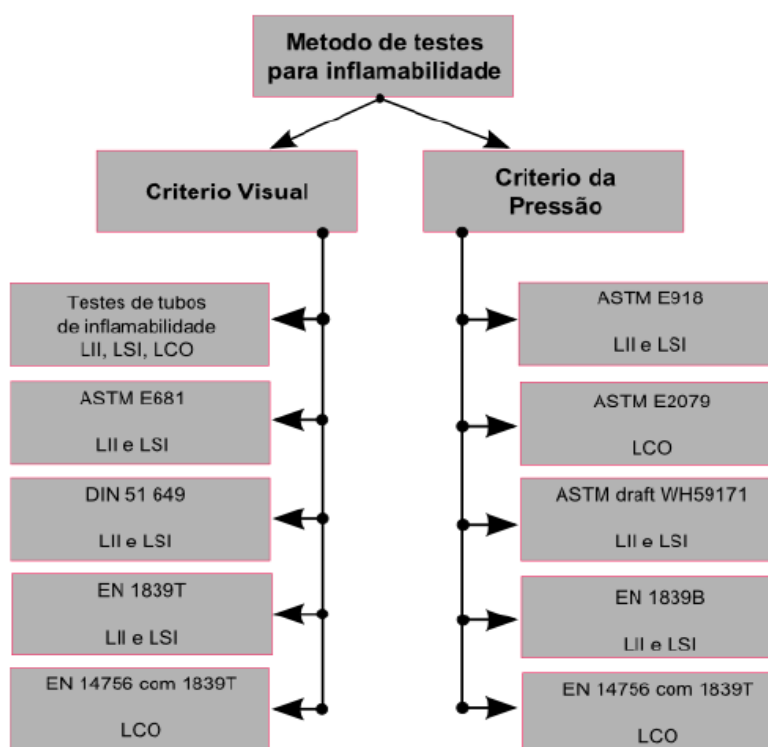 Metodo de testes
para inflamabilidade
Criterio Visual
Criterio da
Pressão
Testes de tubos
de inflamabilidade
LII, LSI, LCO
ASTM E681
LII e LSI
DIN 51 649
LII e LSI
EN 1839T
LII e LSI
EN 14756 com 1839T
LCO
ASTM E918
LII e LSI
ASTM E2079
LCO
ASTM draft WH59171
LII e LSI
EN 1839B
LII e LSI
EN 14756 com 1839T
LCO